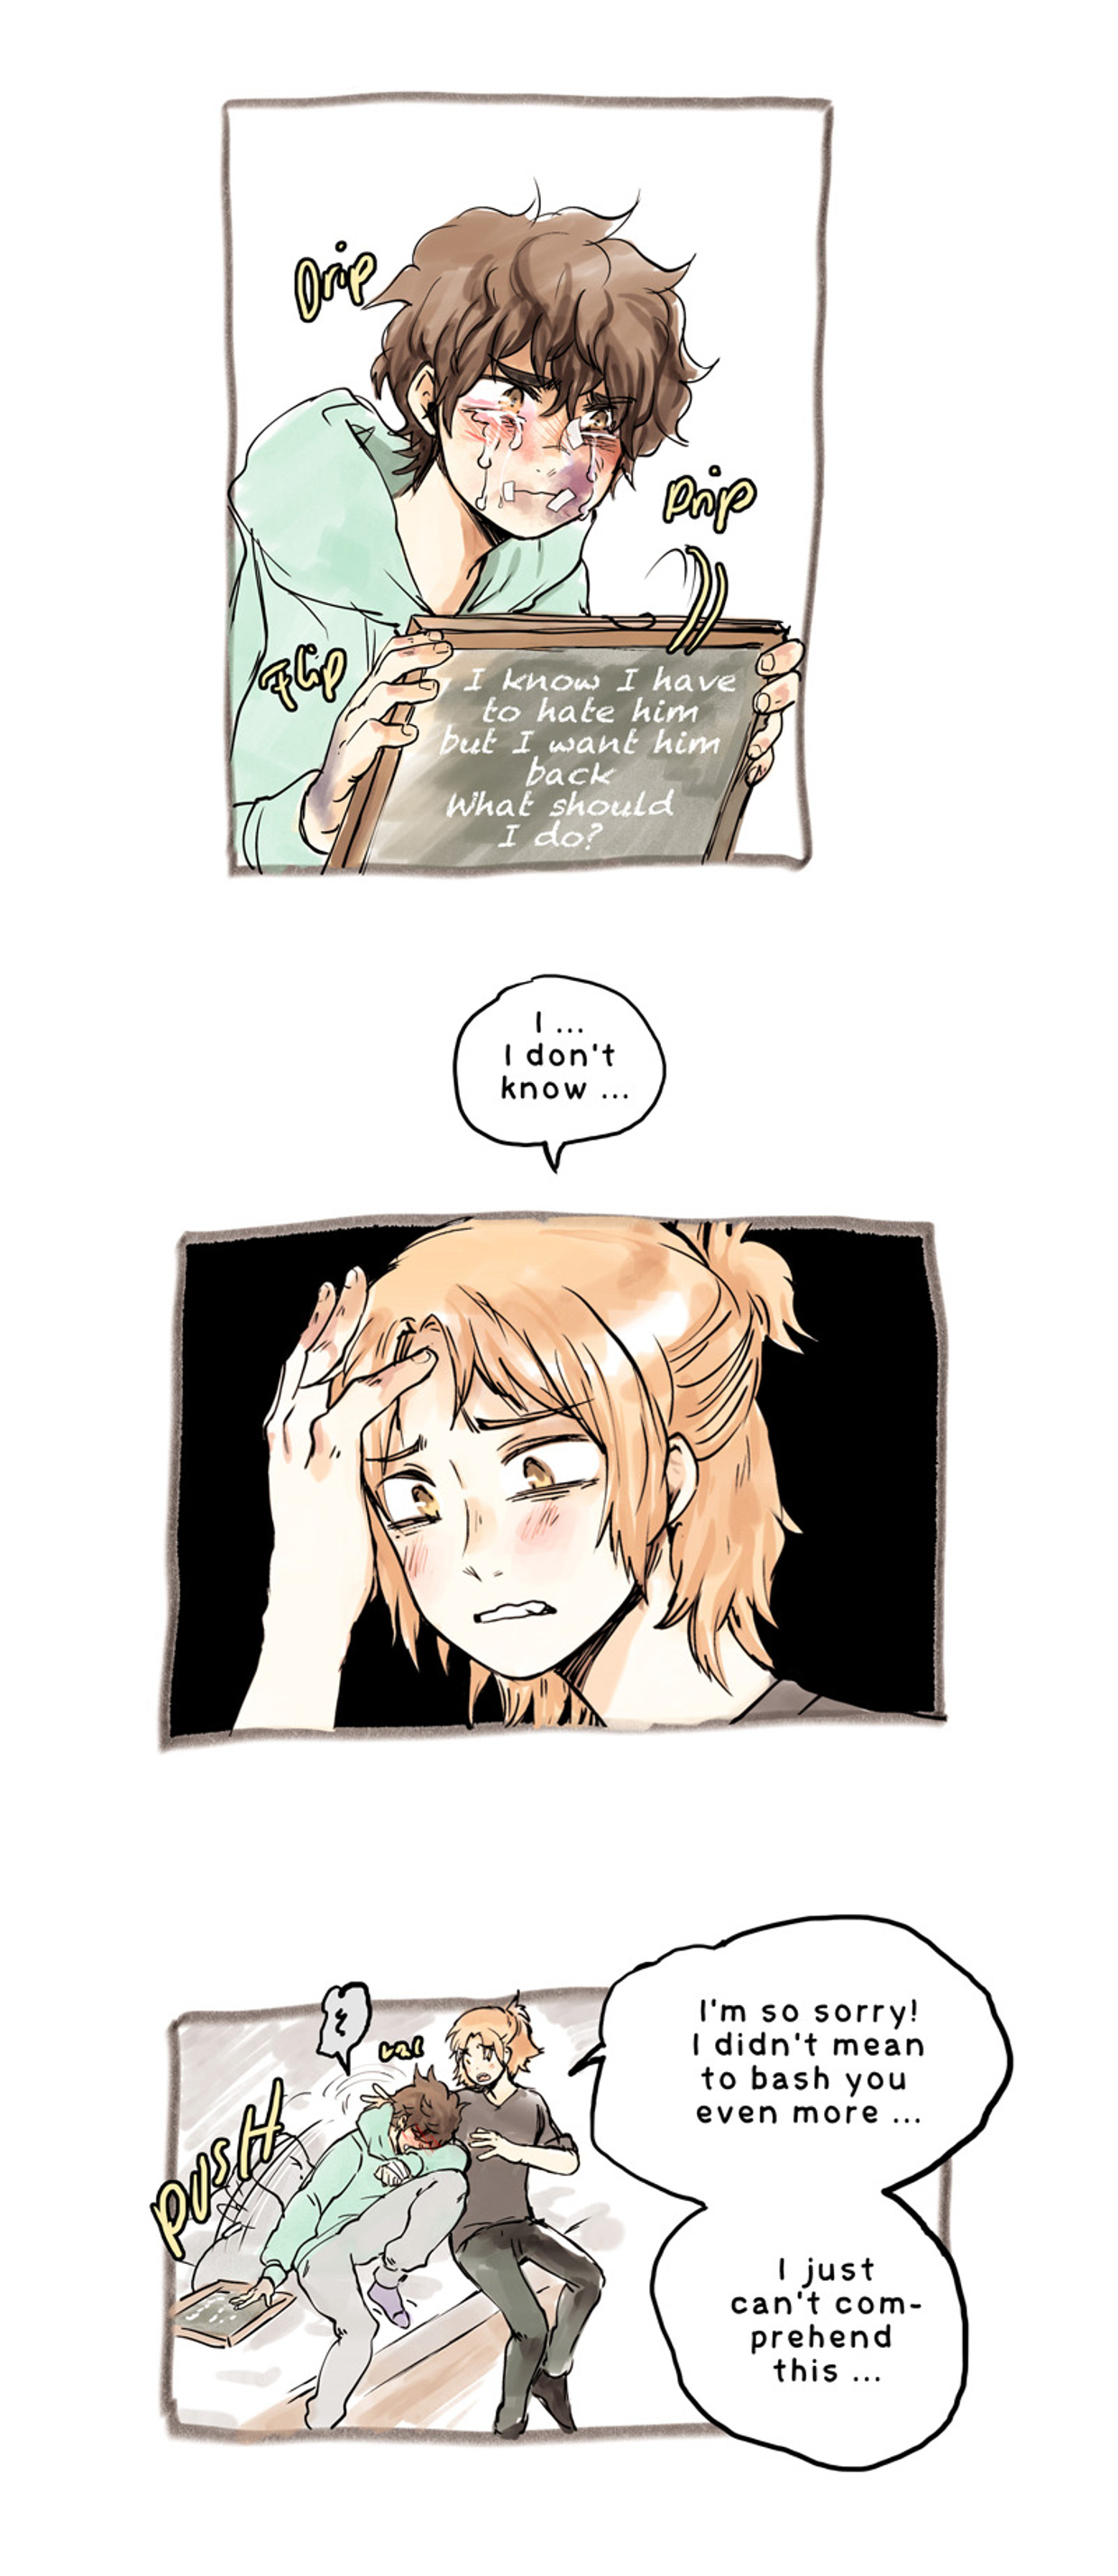 Drip
Drip
Flip
I know I have
to hate him
but I want him
back
What should
I do?
I ...
I don't
know ...
I'm so sorry!
I didn't mean
to bash you
even more ...
PUSH
I just
can't com-
prehend
this ...